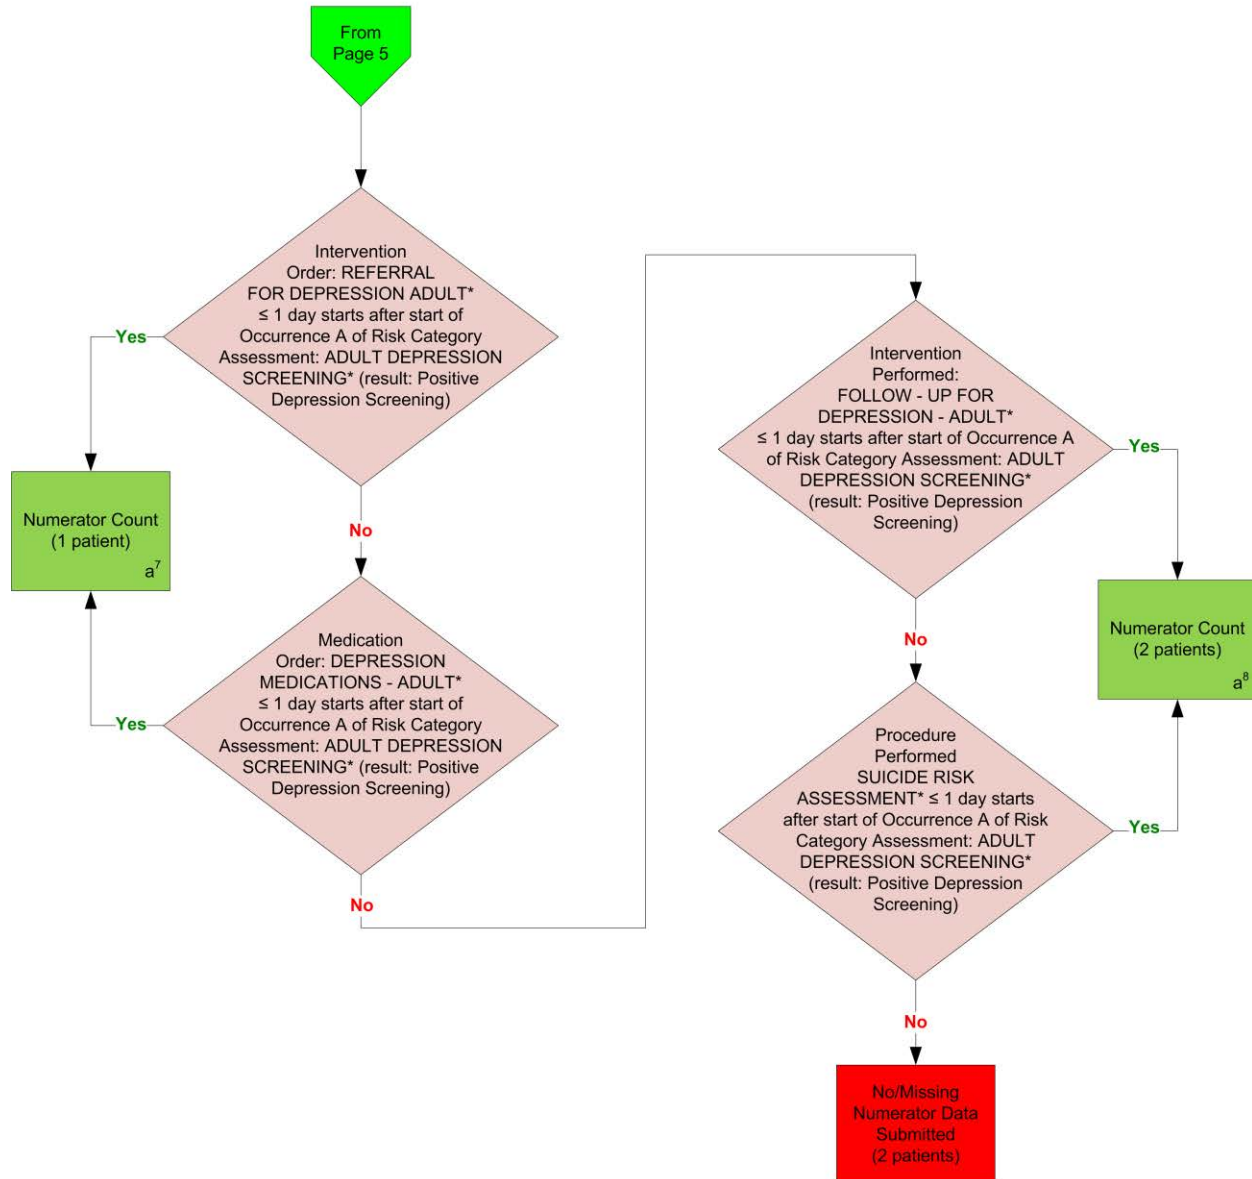 From
Page 5
Intervention
Order: REFERRAL
FOR DEPRESSION ADULT*
≤ 1 day starts after start of
Occurrence A of Risk Category
Assessment: ADULT DEPRESSION
SCREENING* (result: Positive
Depression Screening)
Yes
Numerator Count
(1 patient)
a7
No
Medication
Order: DEPRESSION
MEDICATIONS - ADULT*
≤ 1 day starts after start of
Occurrence A of Risk Category
Assessment: ADULT DEPRESSION
SCREENING* (result: Positive
Depression Screening)
Yes
No
Intervention
Performed:
FOLLOW - UP FOR
DEPRESSION - ADULT*
≤ 1 day starts after start of Occurrence A
of Risk Category Assessment: ADULT
DEPRESSION SCREENING*
(result: Positive Depression
Screening)
Yes
Numerator Count
(2 patients)
a8
No
Procedure
Performed
SUICIDE RISK
ASSESSMENT* ≤ 1 day starts
after start of Occurrence A of Risk
Category Assessment: ADULT
DEPRESSION SCREENING*
(result: Positive Depression
Screening)
Yes
No
No/Missing
Numerator Data
Submitted
(2 patients)